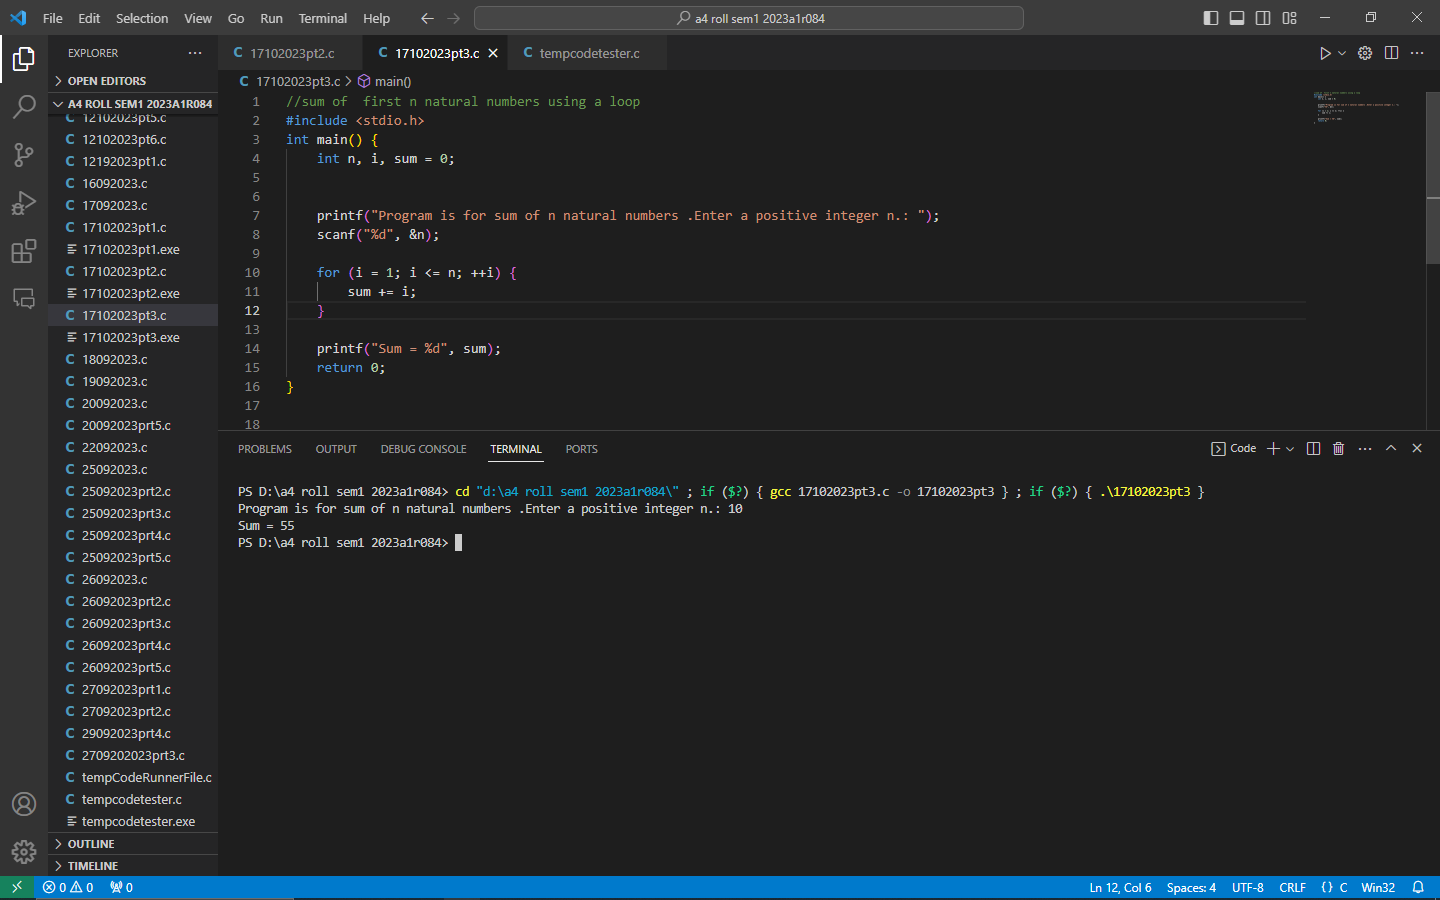 File Edit Selection View Go Run Terminal Help
a4 roll sem1 2023a1r084
EXPLORER
OPEN EDITORS
A4 ROLL SEM1 2023A1R084
12102023pt5.c
12102023pt6.c
12192023pt1.c
16092023.c
17092023.c
17102023pt1.c
17102023pt1.exe
17102023pt2.c
17102023pt2.exe
17102023pt3.c
17102023pt3.exe
18092023.c
19092023.c
20092023.c
20092023prt5.c
22092023.c
25092023.c
25092023prt2.c
25092023prt3.c
25092023prt4.c
25092023prt5.c
26092023.c
26092023prt2.c
26092023prt3.c
26092023prt4.c
26092023prt5.c
27092023prt1.c
27092023prt2.c
29092023prt4.c
2709202023prt3.c
tempCodeRunnerFile.c
tempcodetester.c
tempcodetester.exe
OUTLINE
TIMELINE
17102023pt2.c 17102023pt3.c tempcodetester.c
17102023pt3.c main()
1 //sum of  first n natural numbers using a loop
2 #include <stdio.h>
3 int main() {
4     int n, i, sum = 0;
5
6
7     printf("Program is for sum of n natural numbers .Enter a positive integer n.: ");
8     scanf("%d", &n);
9
10     for (i = 1; i <= n; ++i) {
11         sum += i;
12     }
13
14     printf("Sum = %d", sum);
15     return 0;
16 }
17
18
PROBLEMS OUTPUT DEBUG CONSOLE TERMINAL PORTS
Code
PS D:\a4 roll sem1 2023a1r084> cd "d:\a4 roll sem1 2023a1r084\" ; if ($?) { gcc 17102023pt3.c -o 17102023pt3 } ; if ($?) { .\17102023pt3 }
Program is for sum of n natural numbers .Enter a positive integer n.: 10
Sum = 55
PS D:\a4 roll sem1 2023a1r084>
0 0 0
Ln 12, Col 6 Spaces: 4 UTF-8 CRLF {} C Win32